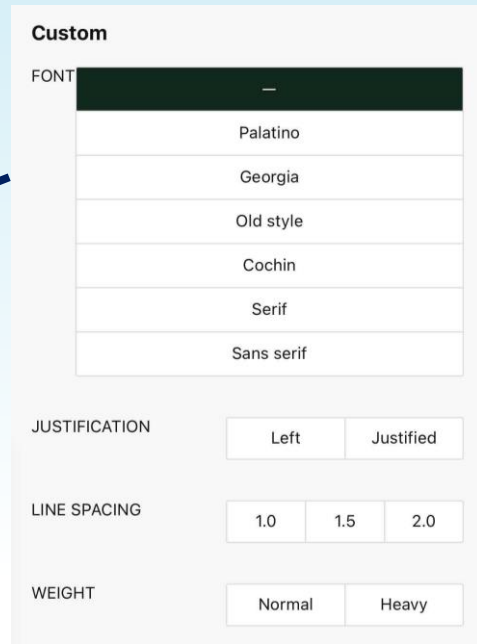 Custom
FONT
—
Palatino
Georgia
Old style
Cochin
Serif
Sans serif
JUSTIFICATION
Left Justified
LINE SPACING
1.0 1.5 2.0
WEIGHT
Normal Heavy